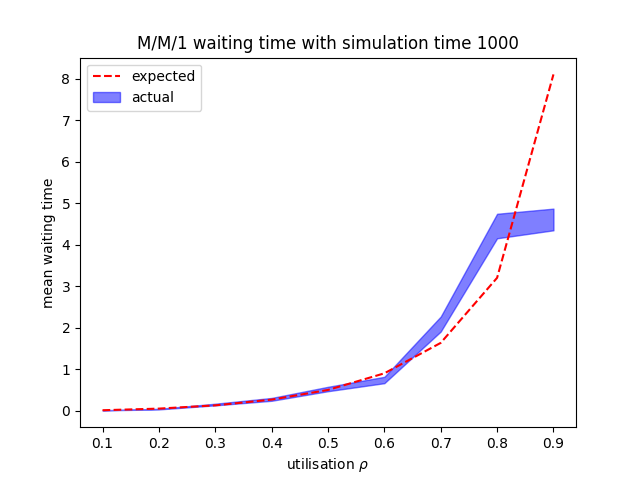 M/M/1 waiting time with simulation time 1000
expected
actual
mean waiting time
8
7
6
5
4
3
2
1
0
0.1 0.2 0.3 0.4 0.5 0.6 0.7 0.8 0.9
utilisation ρ